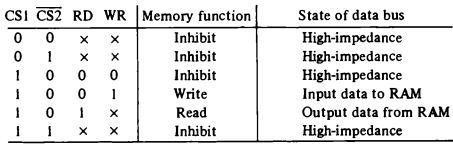 CS1 CS2 RD WR Memory function State of data bus
0 0 × × Inhibit High-impedance
0 1 × × Inhibit High-impedance
1 0 0 0 Inhibit High-impedance
1 0 0 1 Write Input data to RAM
1 0 1 × Read Output data from RAM
1 1 × × Inhibit High-impedance